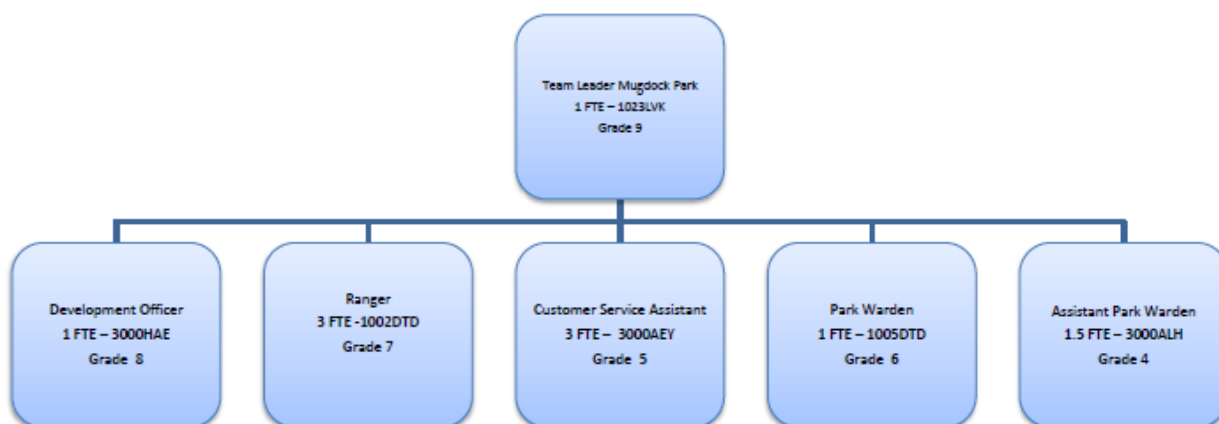 Team Leader Mugdock Park
1 FTE – 1023LVK
Grade 9
Development Officer
1 FTE – 3000HAE
Grade 8
Ranger
3 FTE -1002DTD
Grade 7
Customer Service Assistant
3 FTE – 3000AEY
Grade 5
Park Warden
1 FTE – 1005DTD
Grade 6
Assistant Park Warden
1.5 FTE – 3000ALH
Grade 4